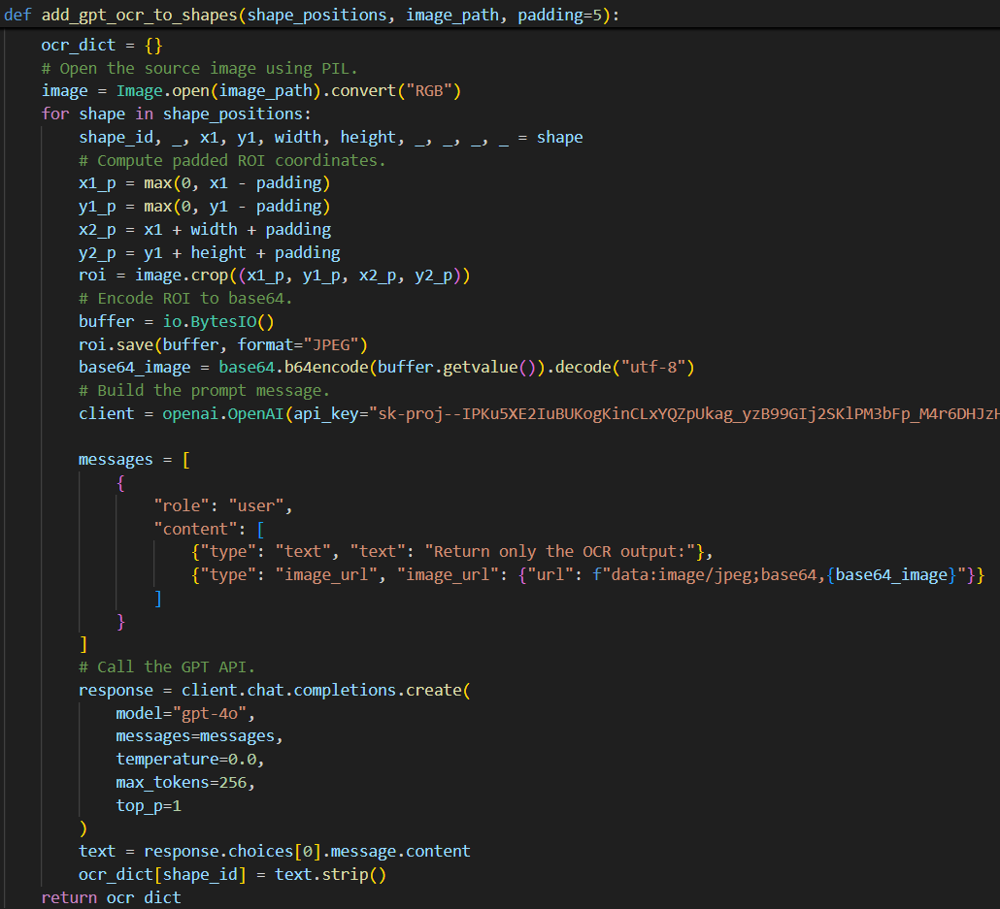 def add_gpt_ocr_to_shapes(shape_positions, image_path, padding=5):
ocr_dict = {}
# Open the source image using PIL.
image = Image.open(image_path).convert("RGB")
for shape in shape_positions:
shape_id, _, x1, y1, width, height, _, _, _, _ = shape
# Compute padded ROI coordinates.
x1_p = max(0, x1 - padding)
y1_p = max(0, y1 - padding)
x2_p = x1 + width + padding
y2_p = y1 + height + padding
roi = image.crop((x1_p, y1_p, x2_p, y2_p))
# Encode ROI to base64.
buffer = io.BytesIO()
roi.save(buffer, format="JPEG")
base64_image = base64.b64encode(buffer.getvalue()).decode("utf-8")
# Build the prompt message.
client = openai.OpenAI(api_key="sk-proj--IPKu5XE2IuBUKogKinCLxYQZpUkag_yzB99GIj2SKlPM3bFp_M4r6DHJzH
messages = [
{
"role": "user",
"content": [
{"type": "text", "text": "Return only the OCR output:"},
{"type": "image_url", "image_url": {"url": f"data:image/jpeg;base64,{base64_image}"}}
]
}
]
# Call the GPT API.
response = client.chat.completions.create(
model="gpt-4o",
messages=messages,
temperature=0.0,
max_tokens=256,
top_p=1
)
text = response.choices[0].message.content
ocr_dict[shape_id] = text.strip()
return ocr_dict